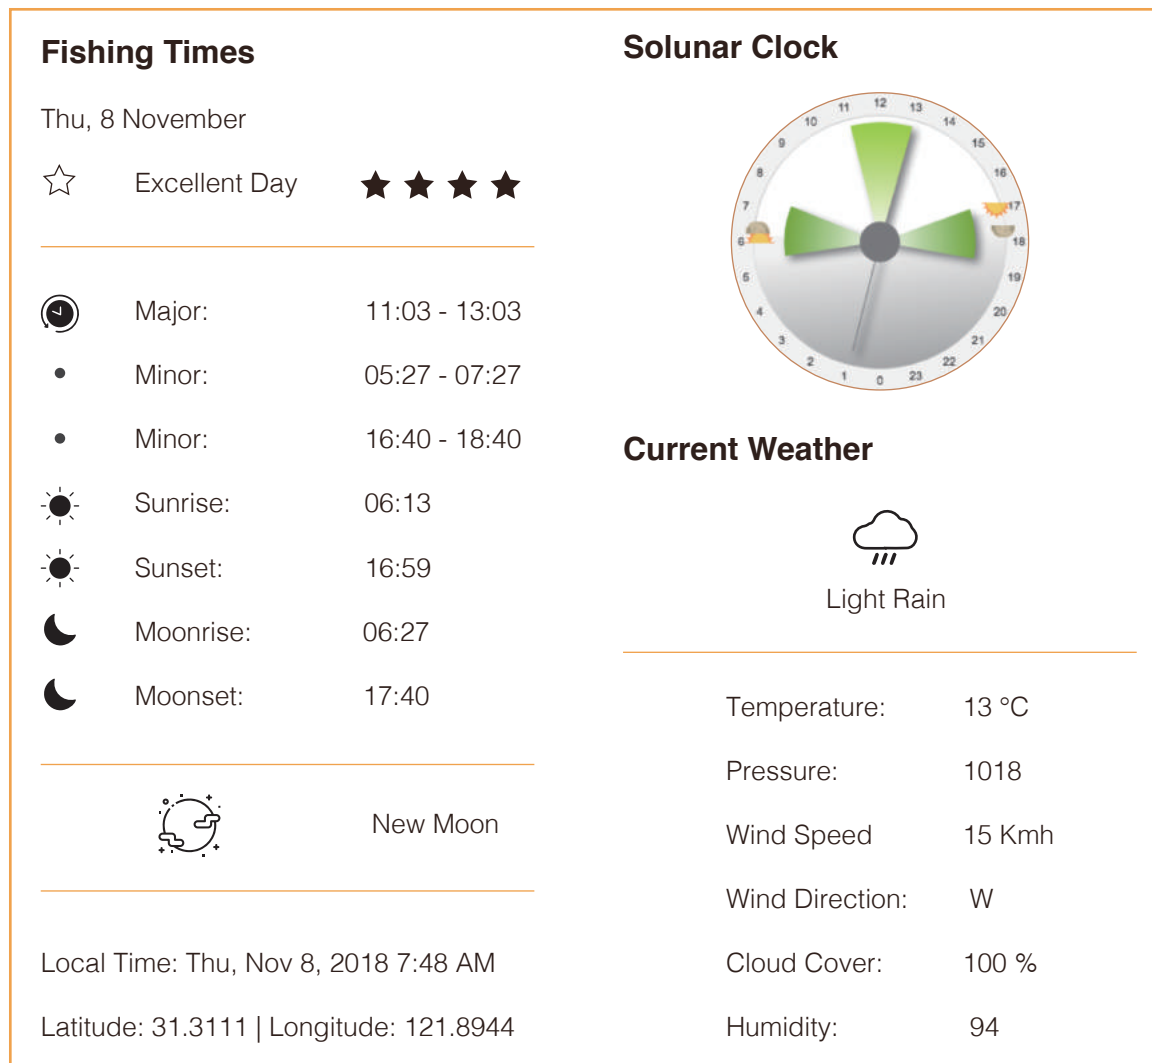 Fishing Times
Thu, 8 November
Excellent Day
Major: 11:03 - 13:03
Minor: 05:27 - 07:27
Minor: 16:40 - 18:40
Sunrise: 06:13
Sunset: 16:59
Moonrise: 06:27
Moonset: 17:40
New Moon
Local Time: Thu, Nov 8, 2018 7:48 AM
Latitude: 31.3111 | Longitude: 121.8944
Solunar Clock
12
13
14
15
16
17
18
19
20
21
22
23
0
1
2
3
4
5
6
7
8
9
10
11
Current Weather
Light Rain
Temperature: 13 °C
Pressure: 1018
Wind Speed 15 Kmh
Wind Direction: W
Cloud Cover: 100 %
Humidity: 94